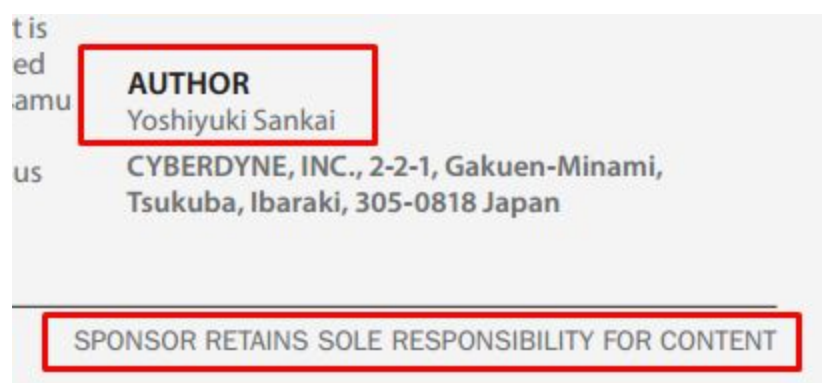 t is
ed
amu
us
AUTHOR
Yoshiyuki Sankai
CYBERDYNE, INC., 2-2-1, Gakuen-Minami,
Tsukuba, Ibaraki, 305-0818 Japan
SPONSOR RETAINS SOLE RESPONSIBILITY FOR CONTENT